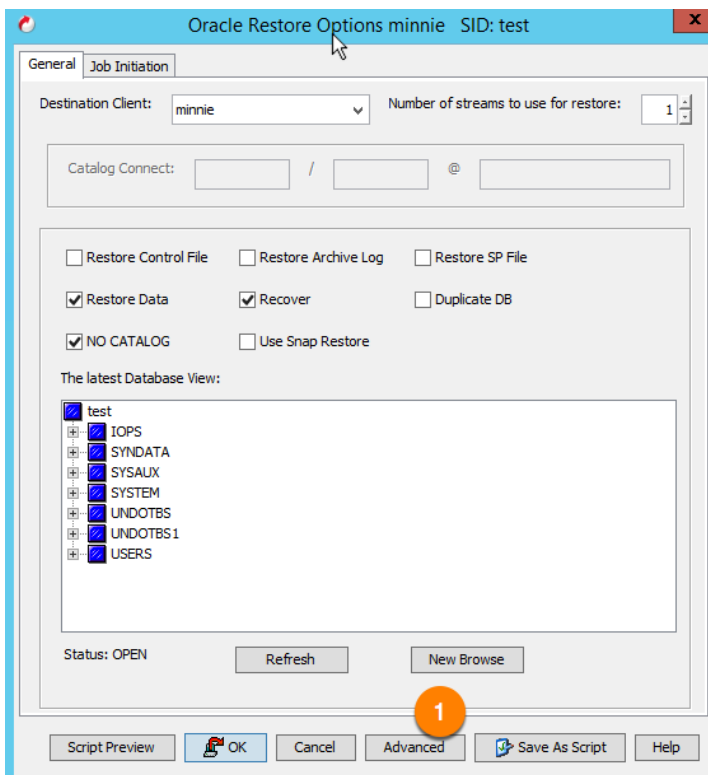 Oracle Restore Options minnie SID: test
x
General Job Initiation
Destination Client: minnie Number of streams to use for restore: 1
Catalog Connect: / @
Restore Control File Restore Archive Log Restore SP File
Restore Data Recover Duplicate DB
NO CATALOG Use Snap Restore
The latest Database View:
test
IOPS
SYNDATA
SYSAUX
SYSTEM
UNDOTBS
UNDOTBS1
USERS
Status: OPEN Refresh New Browse
1
Script Preview OK Cancel Advanced Save As Script Help